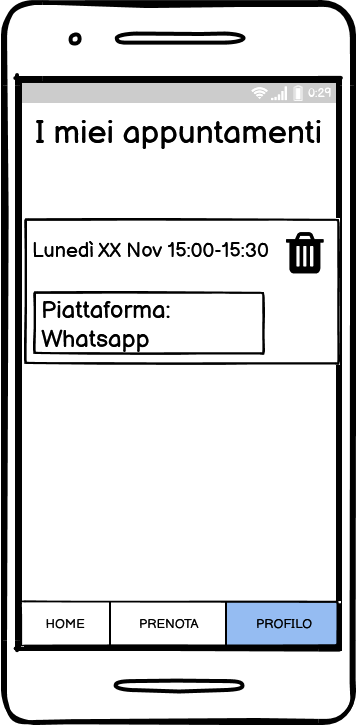 0:29
I miei appuntamenti
Lunedì XX Nov 15:00-15:30
Piattaforma:
Whatsapp
HOME PRENOTA PROFILO